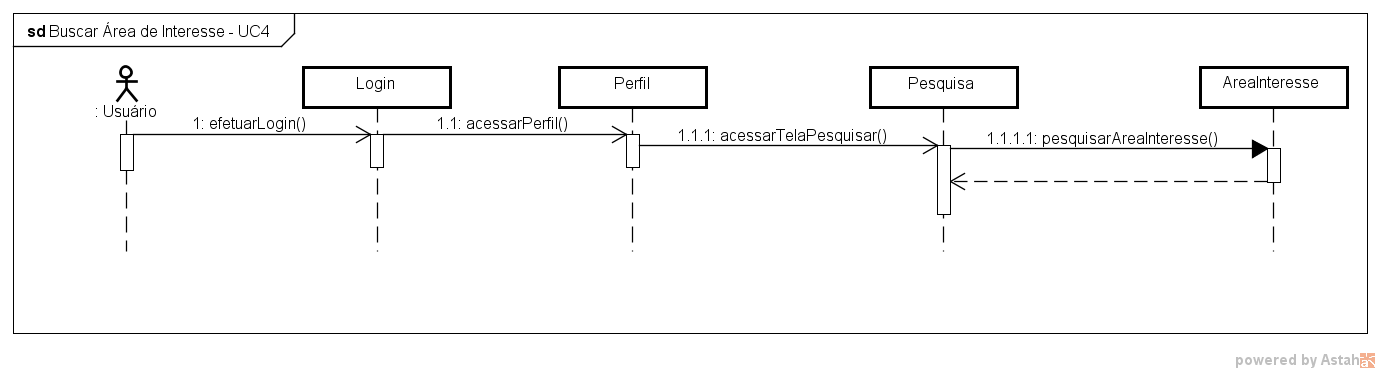 sd Buscar Área de Interesse - UC4
: Usuário
Login
Perfil
Pesquisa
AreaInteresse
1: efetuarLogin()
1.1: acessarPerfil()
1.1.1: acessarTelaPesquisar()
1.1.1.1: pesquisarAreaInteresse()
powered by Astah